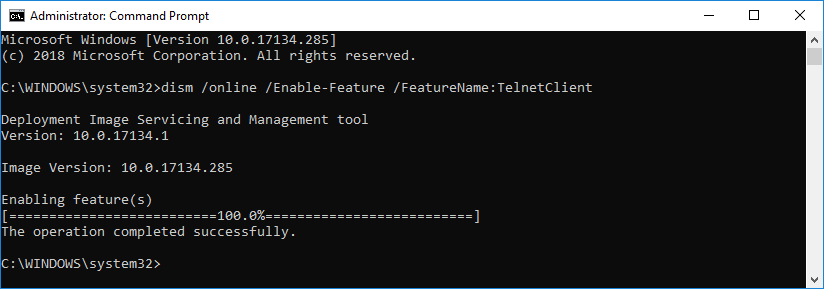 Administrator: Command Prompt
Microsoft Windows [Version 10.0.17134.285]
(c) 2018 Microsoft Corporation. All rights reserved.
C:\WINDOWS\system32>dism /online /Enable-Feature /FeatureName:TelnetClient
Deployment Image Servicing and Management tool
Version: 10.0.17134.1
Image Version: 10.0.17134.285
Enabling feature(s)
[==========================100.0%==========================]
The operation completed successfully.
C:\WINDOWS\system32>